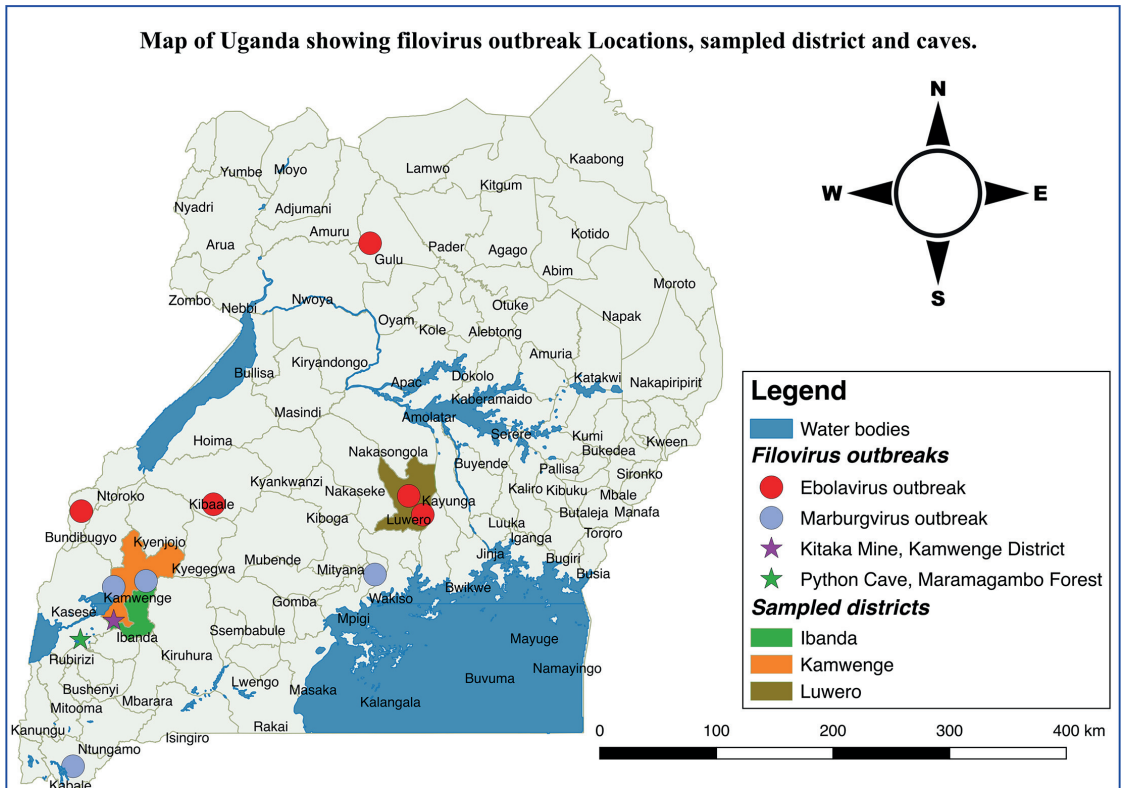 Map of Uganda showing filovirus outbreak Locations, sampled district and caves.
N
W
E
S
Kaabong
Lamwo
Yumbe
Moyo
Kitgum
Nyadri
Adjumani
Amuru
Kotido
Arua
Pader
Agago
Gulu
Abim
Moroto
Zombo
Nebbi
Nwoya
Otuke
Oyam
Napak
Kole
Alebtong
Amuria
Kiryandongo
Bullisa
Apac
Dokolo
Katakwi
Nakapiripirit
Kaberamaido
Masindi
Amolatar
Serere
Hoima
Kumi
Kween
Nakasongola
Bukedea
Buyende
Pallisa
Sironko
Kyankwanzi
Nakaseke
Kaliro
Kibuku
Mbale
Ntoroko
Kibaale
Kayunga
Butaleja
Manafa
Kiboga
Luwero
Luuka
Bundibugyo
Kyenjojo
Iganga
Tororo
Jinja
Mubende
Bugiri
Kyegegwa
Mityana
Busia
Bwikwe
Kamwenge
Wakiso
Gomba
Kasese
Mpigi
Ssembabule
Ibanda
Mayuge
Rubirizi
Kiruhura
Namayingo
Buvuma
Bushenyi
Lwengo
Masaka
Mbarara
Kalangala
Mitooma
Kanungu
Rakai
Isingiro
Ntungamo
Kabale
Legend
Water bodies
Filovirus outbreaks
Ebolavirus outbreak
Marburgvirus outbreak
Kitaka Mine, Kamwenge District
Python Cave, Maramagambo Forest
Sampled districts
Ibanda
Kamwenge
Luwero
0 100 200 300 400 km